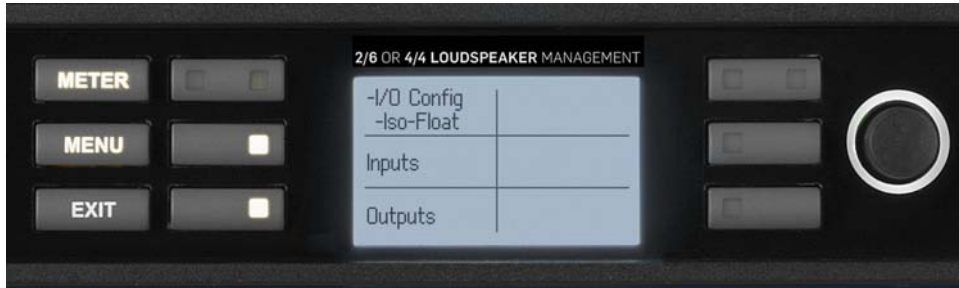 2/6 OR 4/4 LOUDSPEAKER MANAGEMENT
METER
MENU
EXIT
-I/O Config
-Iso-Float
Inputs
Outputs